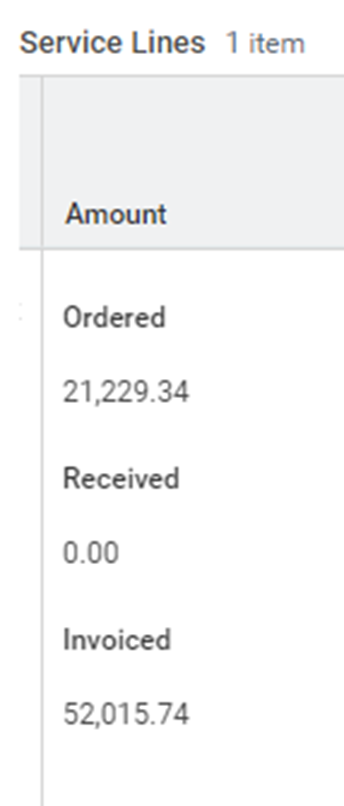 Service Lines 1 item
Amount
Ordered
21,229.34
Received
0.00
Invoiced
52,015.74